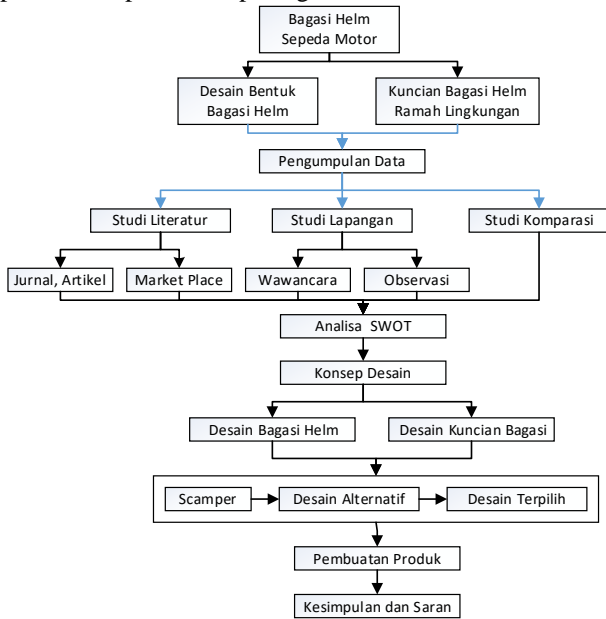 Bagasi Helm
Sepeda Motor
Desain Bentuk
Bagasi Helm
Kuncian Bagasi Helm
Ramah Lingkungan
Pengumpulan Data
Studi Literatur
Studi Lapangan
Studi Komparasi
Jurnal, Artikel
Market Place
Wawancara
Observasi
Analisa SWOT
Konsep Desain
Desain Bagasi Helm
Desain Kuncian Bagasi
Scamper
Desain Alternatif
Desain Terpilih
Pembuatan Produk
Kesimpulan dan Saran